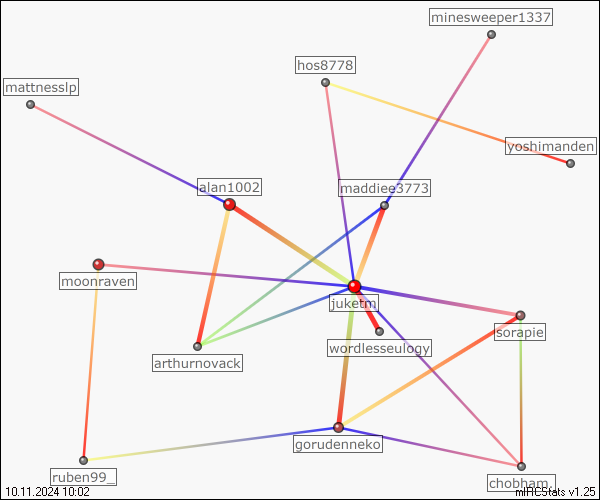 minesweeper1337
hos8778
mattnesslp
yoshimanden
alan1002
maddiee3773
moonraven
juketm
sorapie
wordlesseulogy
arthurnovack
gorudenneko
ruben99_
chobham.
10.11.2024 10:02
mIRCStats v1.25